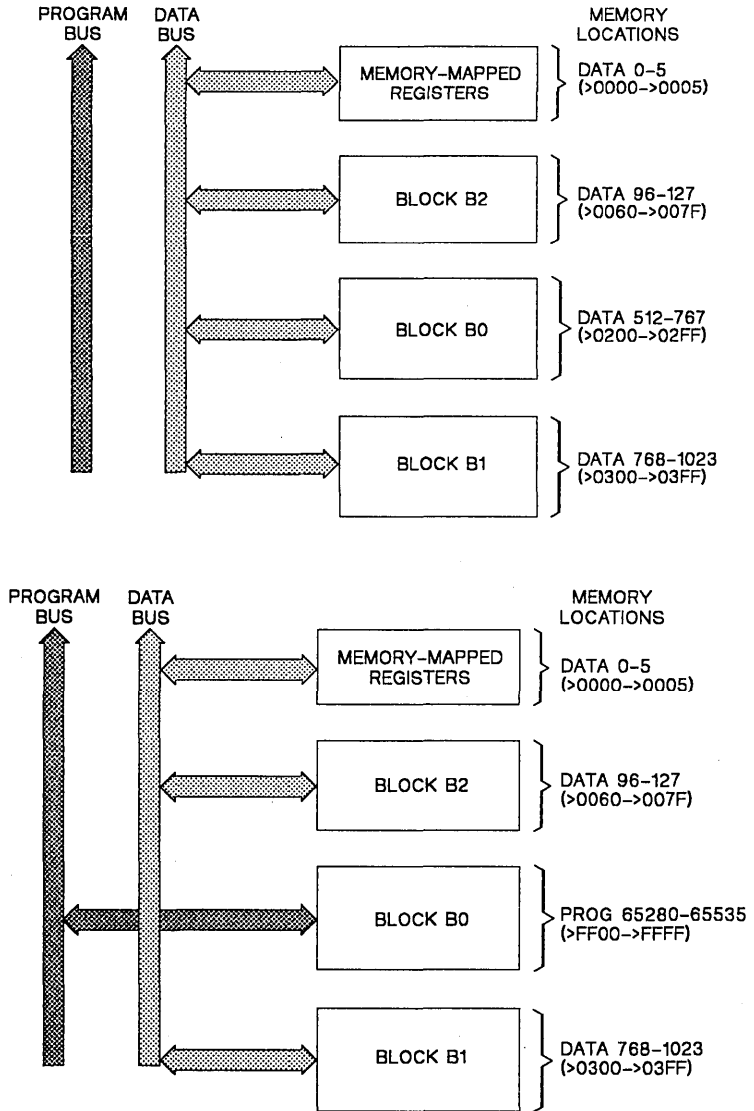 PROGRAM
BUS
DATA
BUS
MEMORY
LOCATIONS
MEMORY-MAPPED
REGISTERS
DATA 0-5
(>0000->0005)
BLOCK B2
DATA 96-127
(>0060->007F)
BLOCK B0
DATA 512-767
(>0200->02FF)
BLOCK B1
DATA 768-1023
(>0300->03FF)
PROGRAM
BUS
DATA
BUS
MEMORY
LOCATIONS
MEMORY-MAPPED
REGISTERS
DATA 0-5
(>0000->0005)
BLOCK B2
DATA 96-127
(>0060->007F)
BLOCK B0
PROG 65280-65535
(>FF00->FFFF)
BLOCK B1
DATA 768-1023
(>0300->03FF)